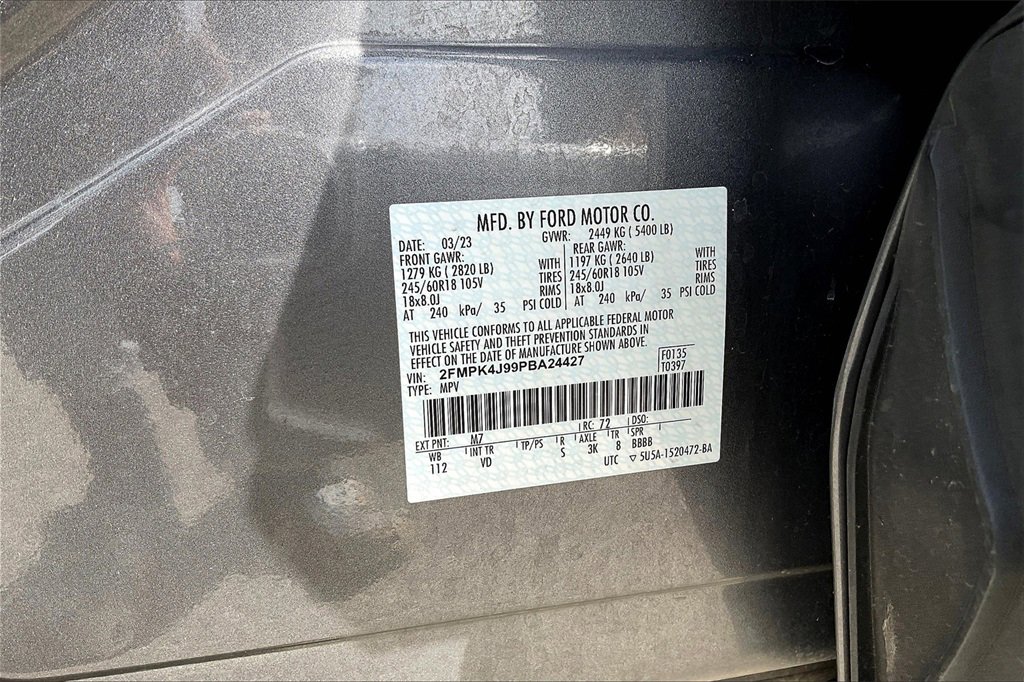 MFD. BY FORD MOTOR CO.
DATE: 03/23 GVWR: 2449 KG ( 5400 LB)
FRONT GAWR: REAR GAWR:
1279 KG ( 2820 LB) WITH 1197 KG ( 2640 LB) WITH
245/60R18 105V TIRES 245/60R18 105V TIRES
18x8.0J RIMS 18x8.0J RIMS
AT 240 kPa/ 35 PSI COLD AT 240 kPa/ 35 PSI COLD
THIS VEHICLE CONFORMS TO ALL APPLICABLE FEDERAL MOTOR
VEHICLE SAFETY AND THEFT PREVENTION STANDARDS IN
EFFECT ON THE DATE OF MANUFACTURE SHOWN ABOVE.
VIN: 2FMPK4J99PBA24427 F0135
TYPE: MPV T0397
EXT PNT: M7 RC: 72 DSO:
WB INT TR TP/PS R AXLE TR SPR
112 VD S 3K 8 BBBB
UTC ▽ 5U5A-1520472-BA